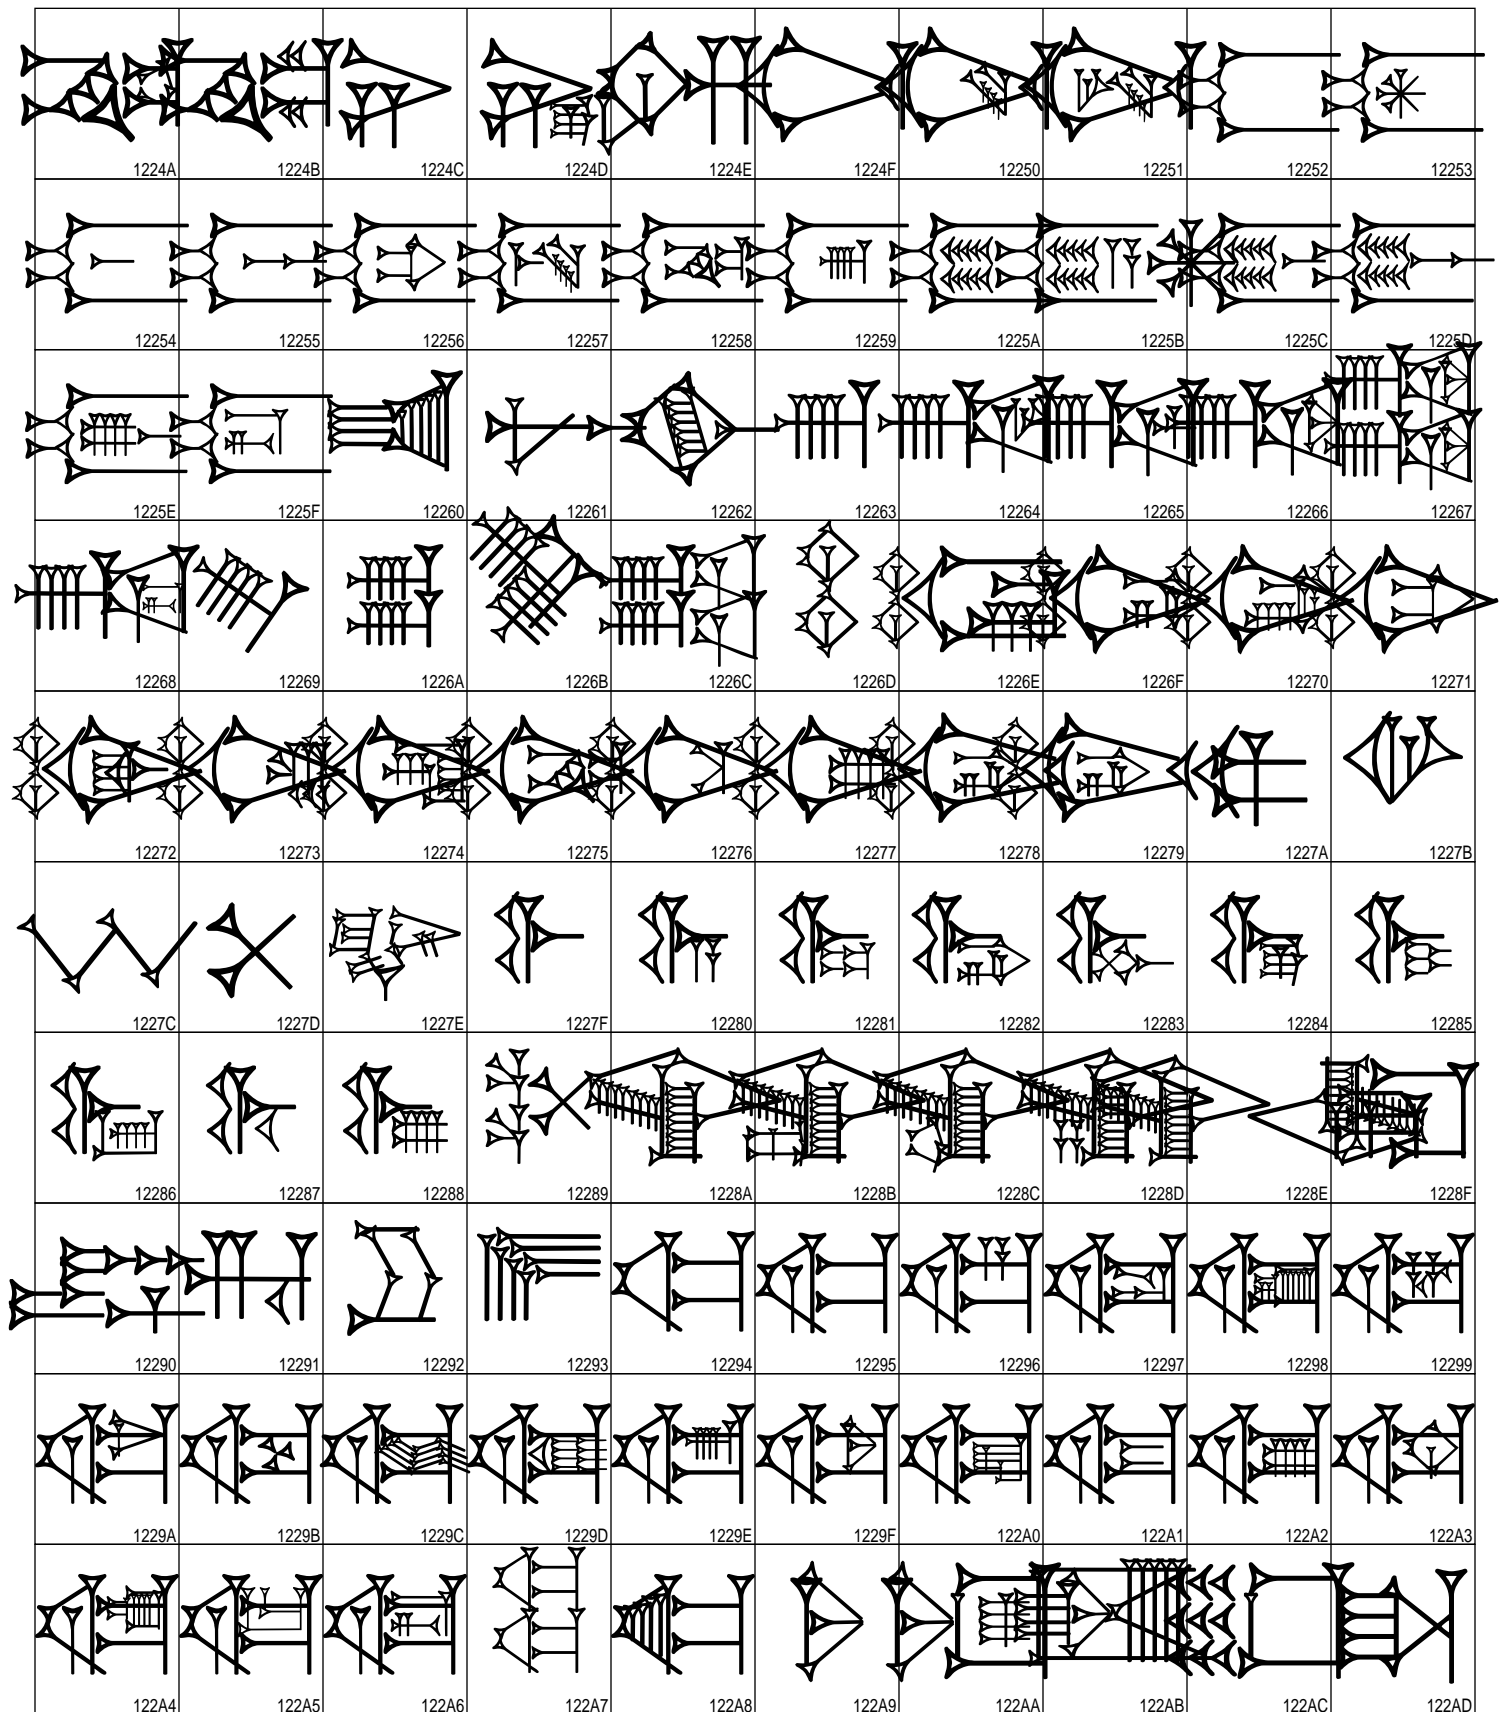 𒉊 𒉋 𒉌 𒉍 𒉎 𒉏 𒉐 𒉑 𒉒 𒉓
1224A 1224B 1224C 1224D 1224E 1224F 12250 12251 12252 12253
𒉔 𒉕 𒉖 𒉗 𒉘 𒉙 𒉚 𒉛 𒉜 𒉝
12254 12255 12256 12257 12258 12259 1225A 1225B 1225C 1225D
𒉞 𒉟 𒉠 𒉡 𒉢 𒉣 𒉤 𒉥 𒉦 𒉧
1225E 1225F 12260 12261 12262 12263 12264 12265 12266 12267
𒉨 𒉩 𒉪 𒉫 𒉬 𒉭 𒉮 𒉯 𒉰 𒉱
12268 12269 1226A 1226B 1226C 1226D 1226E 1226F 12270 12271
𒉲 𒉳 𒉴 𒉵 𒉶 𒉷 𒉸 𒉹 𒉺 𒉻
12272 12273 12274 12275 12276 12277 12278 12279 1227A 1227B
𒉼 𒉽 𒉾 𒉿 𒊀 𒊁 𒊂 𒊃 𒊄 𒊅
1227C 1227D 1227E 1227F 12280 12281 12282 12283 12284 12285
𒊆 𒊇 𒊈 𒊉 𒊊 𒊋 𒊌 𒊍 𒊎 𒊏
12286 12287 12288 12289 1228A 1228B 1228C 1228D 1228E 1228F
𒊐 𒊑 𒊒 𒊓 𒊔 𒊕 𒊖 𒊗 𒊘 𒊙
12290 12291 12292 12293 12294 12295 12296 12297 12298 12299
𒊚 𒊛 𒊜 𒊝 𒊞 𒊟 𒊠 𒊡 𒊢 𒊣
1229A 1229B 1229C 1229D 1229E 1229F 122A0 122A1 122A2 122A3
𒊤 𒊥 𒊦 𒊧 𒊨 𒊩 𒊪 𒊫 𒊬 𒊭
122A4 122A5 122A6 122A7 122A8 122A9 122AA 122AB 122AC 122AD